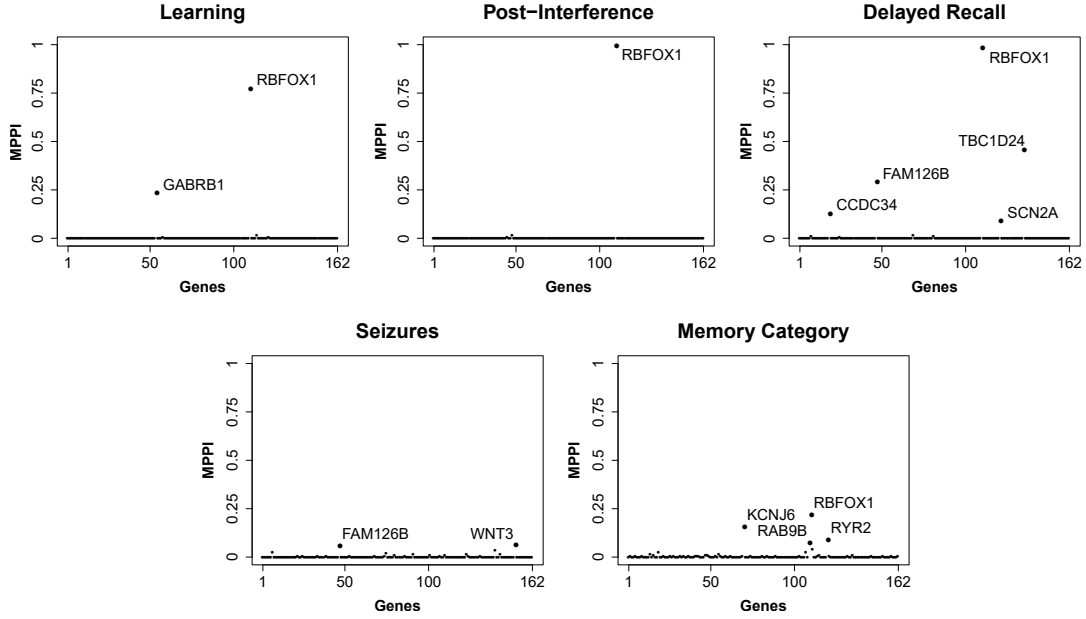 Learning
MPPI
1
0.75
0.5
0.25
0
RBFOX1
GABRB1
1 50 100 162
Genes
Post−Interference
MPPI
1
0.75
0.5
0.25
0
RBFOX1
1 50 100 162
Genes
Delayed Recall
MPPI
1
0.75
0.5
0.25
0
RBFOX1
TBC1D24
FAM126B
CCDC34
SCN2A
1 50 100 162
Genes
Seizures
MPPI
1
0.75
0.5
0.25
0
FAM126B
WNT3
1 50 100 162
Genes
Memory Category
MPPI
1
0.75
0.5
0.25
0
RBFOX1
KCNJ6
RAB9B
RYR2
1 50 100 162
Genes